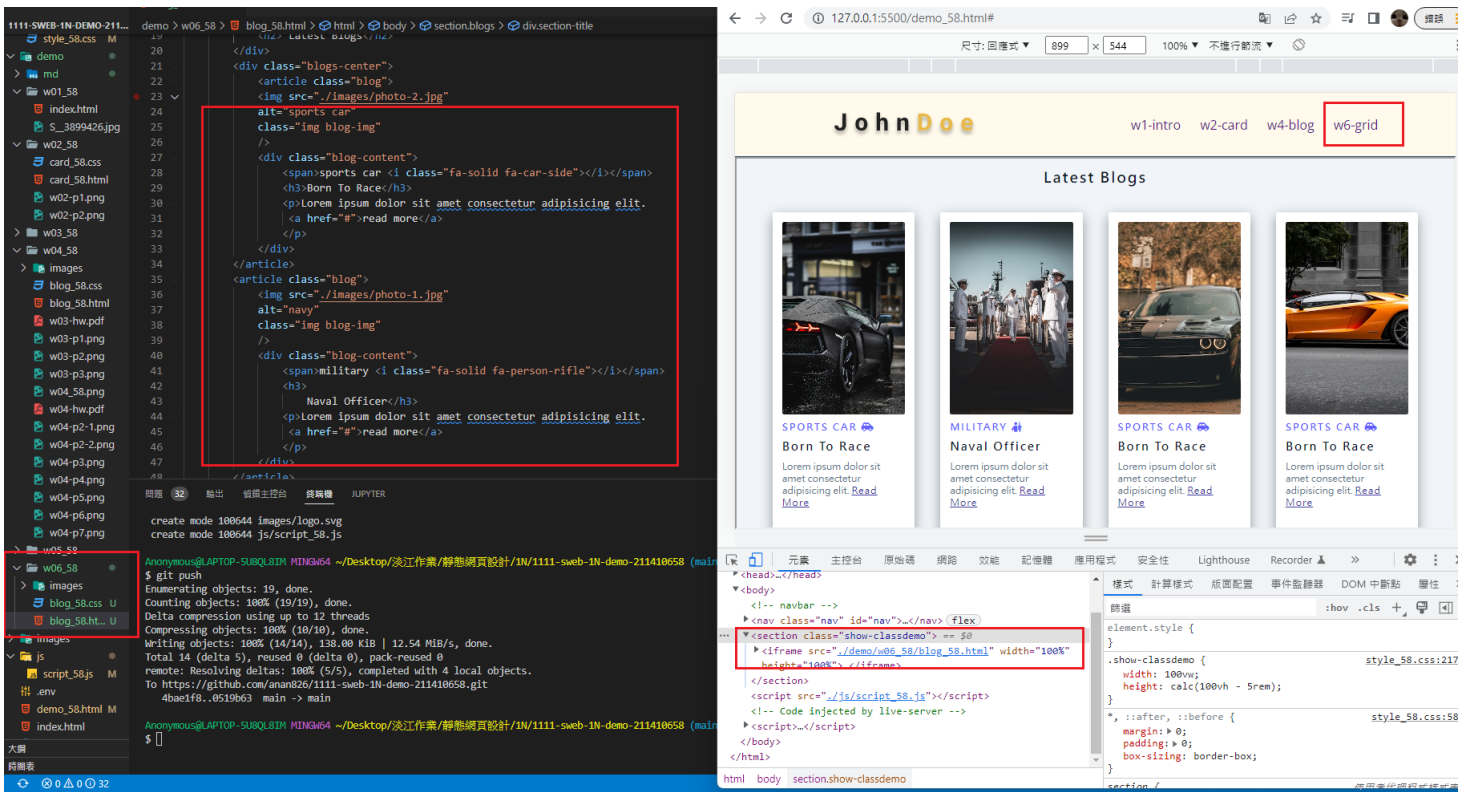 1111-SWEB-1N-DEMO-211...
style_58.css M
demo
md
w01_58
index.html
S__3899426.jpg
w02_58
card_58.css
card_58.html
w02-p1.png
w02-p2.png
w03_58
w04_58
images
blog_58.css
blog_58.html
w03-hw.pdf
w03-p1.png
w03-p2.png
w03-p3.png
w04_58.png
w04-hw.pdf
w04-p2-1.png
w04-p2-2.png
w04-p3.png
w04-p4.png
w04-p5.png
w04-p6.png
w04-p7.png
w05_58
w06_58
images
blog_58.css U
blog_58.ht... U
images
js
script_58.js M
.env
demo_58.html M
index.html
大綱
時間表
0 0 32
demo > w06_58 > blog_58.html > html > body > section.blogs > div.section-title
19 <h2> Latest Blogs</h2>
20 </div>
21 <div class="blogs-center">
22 <article class="blog">
23 <img src="./images/photo-2.jpg"
24 alt="sports car"
25 class="img blog-img"
26 />
27 <div class="blog-content">
28 <span>sports car <i class="fa-solid fa-car-side"></i></span>
29 <h3>Born To Race</h3>
30 <p>Lorem ipsum dolor sit amet consectetur adipisicing elit.
31 <a href="#">read more</a>
32 </p>
33 </div>
34 </article>
35 <article class="blog">
36 <img src="./images/photo-1.jpg"
37 alt="navy"
38 class="img blog-img"
39 />
40 <div class="blog-content">
41 <span>military <i class="fa-solid fa-person-rifle"></i></span>
42 <h3>
43 Naval Officer</h3>
44 <p>Lorem ipsum dolor sit amet consectetur adipisicing elit.
45 <a href="#">read more</a>
46 </p>
47 </div>
48 </article>
問題 32 輸出 偵錯主控台 終端機 JUPYTER
create mode 100644 images/logo.svg
create mode 100644 js/script_58.js
Anonymous@LAPTOP-5U8QL8IM MINGW64 ~/Desktop/淡江作業/靜態網頁設計/1N/1111-sweb-1N-demo-211410658 (main
$ git push
Enumerating objects: 19, done.
Counting objects: 100% (19/19), done.
Delta compression using up to 12 threads
Compressing objects: 100% (10/10), done.
Writing objects: 100% (14/14), 138.00 KiB | 12.54 MiB/s, done.
Total 14 (delta 5), reused 0 (delta 0), pack-reused 0
remote: Resolving deltas: 100% (5/5), completed with 4 local objects.
To https://github.com/anan826/1111-sweb-1N-demo-211410658.git
4bae1f8..0519b63 main -> main
Anonymous@LAPTOP-5U8QL8IM MINGW64 ~/Desktop/淡江作業/靜態網頁設計/1N/1111-sweb-1N-demo-211410658 (main
$
127.0.0.1:5500/demo_58.html#
錯誤
尺寸: 回應式 899 × 544 100% 不進行節流
JohnDoe
w1-intro w2-card w4-blog w6-grid
Latest Blogs
SPORTS CAR
Born To Race
Lorem ipsum dolor sit
amet consectetur
adipisicing elit. Read
More
MILITARY
Naval Officer
Lorem ipsum dolor sit
amet consectetur
adipisicing elit. Read
More
SPORTS CAR
Born To Race
Lorem ipsum dolor sit
amet consectetur
adipisicing elit. Read
More
SPORTS CAR
Born To Race
Lorem ipsum dolor sit
amet consectetur
adipisicing elit. Read
More
元素 主控台 原始碼 網路 效能 記憶體 應用程式 安全性 Lighthouse Recorder »
<head>…</head>
<body>
<!-- navbar -->
<nav class="nav" id="nav">…</nav> flex
<section class="show-classdemo"> == $0
<iframe src="./demo/w06_58/blog_58.html" width="100%"
height="100%">…</iframe>
</section>
<script src="./js/script_58.js"></script>
<!-- Code injected by live-server -->
<script>…</script>
</body>
</html>
html body section.show-classdemo
樣式 計算樣式 版面配置 事件監聽器 DOM 中斷點 屬性
篩選 :hov .cls +
element.style {
}
.show-classdemo { style_58.css:217
width: 100vw;
height: calc(100vh - 5rem);
}
*, ::after, ::before { style_58.css:58
margin: 0;
padding: 0;
box-sizing: border-box;
}
section {